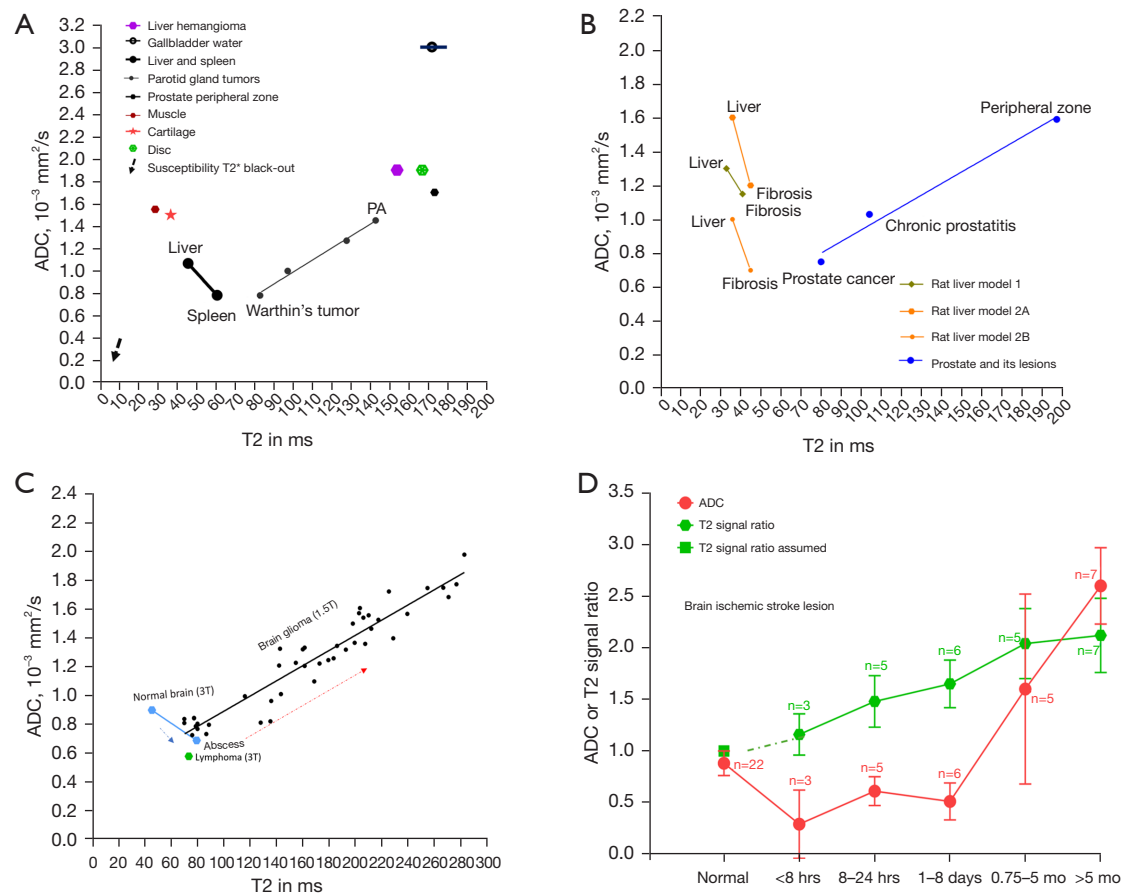 A
3.2
3.0
2.8
2.6
2.4
2.2
2.0
1.8
1.6
1.4
1.2
1.0
0.8
0.6
0.4
0.2
0.0
ADC, 10⁻³ mm²/s
Liver hemangioma
Gallbladder water
Liver and spleen
Parotid gland tumors
Prostate peripheral zone
Muscle
Cartilage
Disc
Susceptibility T2* black-out
PA
Liver
Spleen
Warthin's tumor
0 10 30 40 60 70 80 90 100 110 130 140 150 160 170 180 190 200
T2 in ms
B
2.2
2.0
1.8
1.6
1.4
1.2
1.0
0.8
0.6
0.4
0.2
0.0
ADC, 10⁻³ mm²/s
Liver
Peripheral zone
Liver
Fibrosis
Fibrosis
Liver
Chronic prostatitis
Fibrosis
Prostate cancer
Rat liver model 1
Rat liver model 2A
Rat liver model 2B
Prostate and its lesions
0 10 30 40 60 70 80 90 100 110 130 140 150 160 170 180 190 200
T2 in ms
C
2.4
2.2
2.0
1.8
1.6
1.4
1.2
1.0
0.8
0.6
0.4
0.2
0.0
ADC, 10⁻³ mm²/s
Brain glioma (1.5T)
Normal brain (3T)
Abscess
Lymphoma (3T)
0 20 40 60 80 100 120 140 160 180 200 220 240 260 280 300
T2 in ms
D
3.5
3.0
2.5
2.0
1.5
1.0
0.5
0.0
ADC or T2 signal ratio
ADC
T2 signal ratio
T2 signal ratio assumed
Brain ischemic stroke lesion
n=7
n=5
n=6
n=5
n=7
n=3
n=5
n=22
n=3
n=5
n=6
Normal <8 hrs 8–24 hrs 1–8 days 0.75–5 mo >5 mo